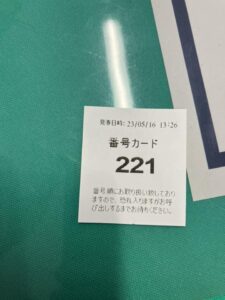 発券日時: 23/05/16 13:26
番号カード
221
番号順にお取り扱い致しており
ますので、恐れ入りますがお呼
び出しするまでお待ちください。